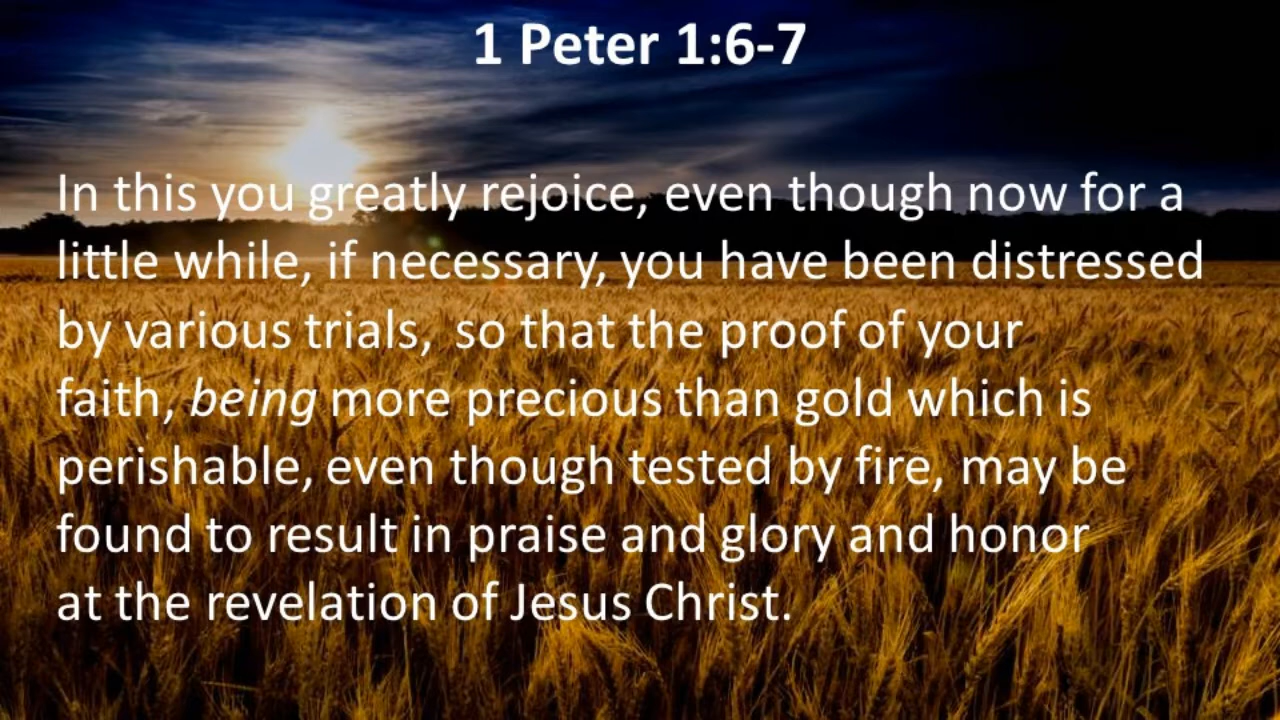 1 Peter 1:6-7
In this you greatly rejoice, even though now for a
little while, if necessary, you have been distressed
by various trials, so that the proof of your
faith, being more precious than gold which is
perishable, even though tested by fire, may be
found to result in praise and glory and honor
at the revelation of Jesus Christ.